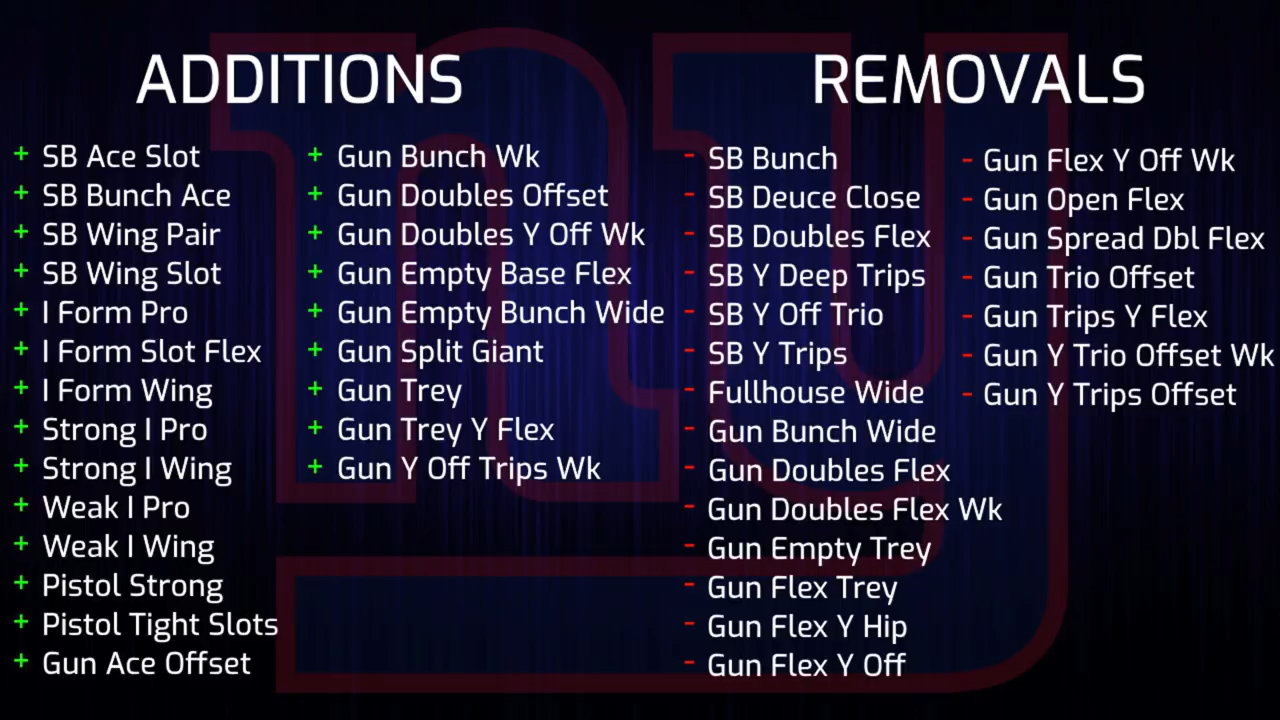 ADDITIONS
+ SB Ace Slot
+ SB Bunch Ace
+ SB Wing Pair
+ SB Wing Slot
+ I Form Pro
+ I Form Slot Flex
+ I Form Wing
+ Strong I Pro
+ Strong I Wing
+ Weak I Pro
+ Weak I Wing
+ Pistol Strong
+ Pistol Tight Slots
+ Gun Ace Offset
+ Gun Bunch Wk
+ Gun Doubles Offset
+ Gun Doubles Y Off Wk
+ Gun Empty Base Flex
+ Gun Empty Bunch Wide
+ Gun Split Giant
+ Gun Trey
+ Gun Trey Y Flex
+ Gun Y Off Trips Wk
REMOVALS
- SB Bunch
- SB Deuce Close
- SB Doubles Flex
- SB Y Deep Trips
- SB Y Off Trio
- SB Y Trips
- Fullhouse Wide
- Gun Bunch Wide
- Gun Doubles Flex
- Gun Doubles Flex Wk
- Gun Empty Trey
- Gun Flex Trey
- Gun Flex Y Hip
- Gun Flex Y Off
- Gun Flex Y Off Wk
- Gun Open Flex
- Gun Spread Dbl Flex
- Gun Trio Offset
- Gun Trips Y Flex
- Gun Y Trio Offset Wk
- Gun Y Trips Offset
ny